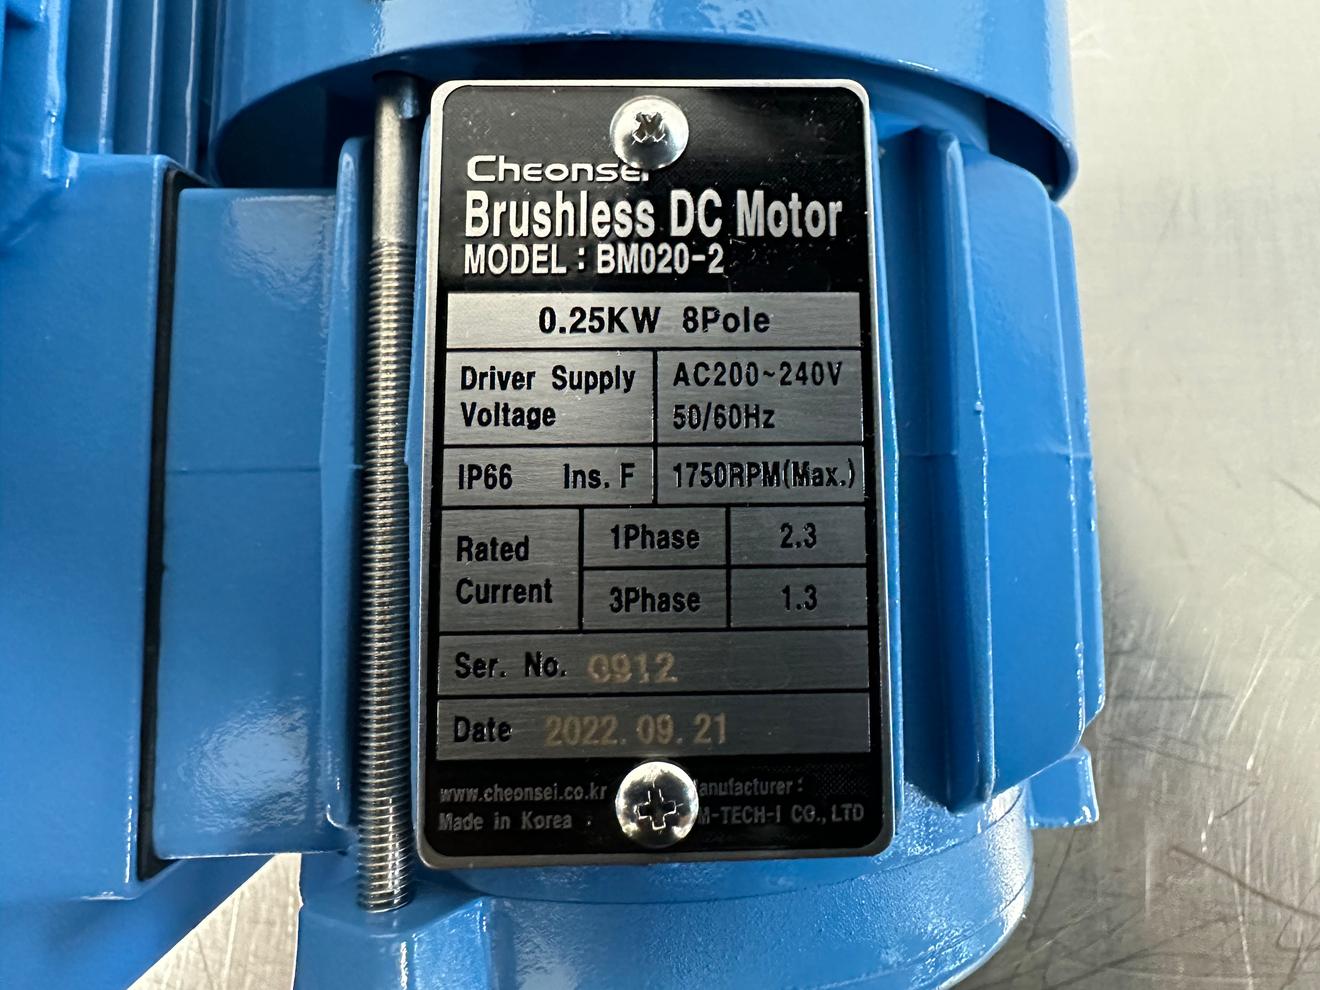 Cheonsei
Brushless DC Motor
MODEL : BM020-2
0.25KW 8Pole
Driver Supply Voltage
AC200~240V
50/60Hz
IP66 Ins. F
1750RPM(Max.)
Rated Current
1Phase 2.3
3Phase 1.3
Ser. No. 0912
Date 2022.09.21
www.cheonsei.co.kr
anufacturer :
Made in Korea
M-TECH-I CO., LTD